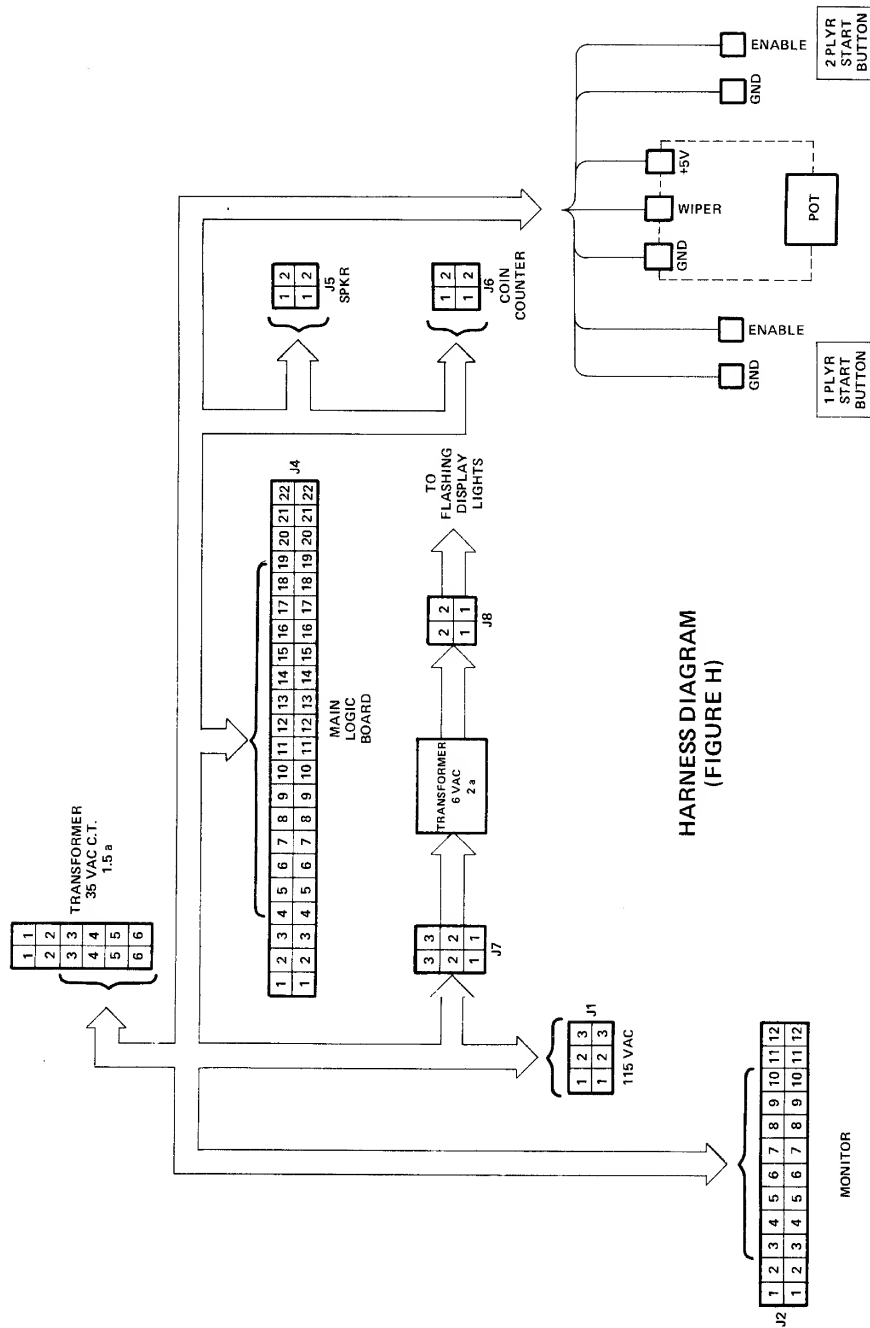 TRANSFORMER
35 VAC C.T.
1.5 a
1 1
2 2
3 3
4 4
5 5
6 6
1 2 3 4 5 6 7 8 9 10 11 12 13 14 15 16 17 18 19 20 21 22
1 2 3 4 5 6 7 8 9 10 11 12 13 14 15 16 17 18 19 20 21 22
J4
MAIN
LOGIC
BOARD
1 2
1 2
J5
SPKR
1 2
1 2
J6
COIN
COUNTER
3 3
2 2
1 1
J7
TRANSFORMER
6 VAC
2 a
2 2
1 1
J8
TO
FLASHING
DISPLAY
LIGHTS
1 2 3
1 2 3
J1
115 VAC
J2
1 2 3 4 5 6 7 8 9 10 11 12
1 2 3 4 5 6 7 8 9 10 11 12
MONITOR
GND
ENABLE
1 PLYR
START
BUTTON
GND
WIPER
+5V
POT
GND
ENABLE
2 PLYR
START
BUTTON
HARNESS DIAGRAM
(FIGURE H)